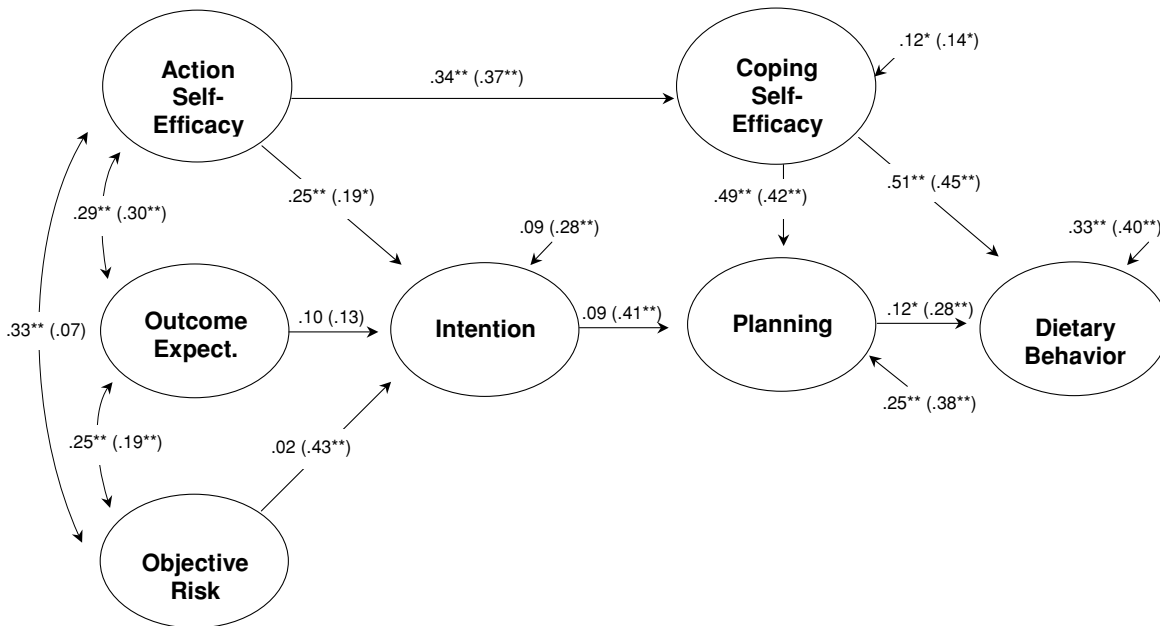 Action
Self-
Efficacy
Coping
Self-
Efficacy
.12* (.14*)
.34** (.37**)
.29** (.30**)
.25** (.19*)
.49** (.42**)
.51** (.45**)
.09 (.28**)
.33** (.40**)
.33** (.07)
Outcome
Expect.
.10 (.13)
Intention
.09 (.41**)
Planning
.12* (.28**)
Dietary
Behavior
.25** (.38**)
.25** (.19**)
.02 (.43**)
Objective
Risk